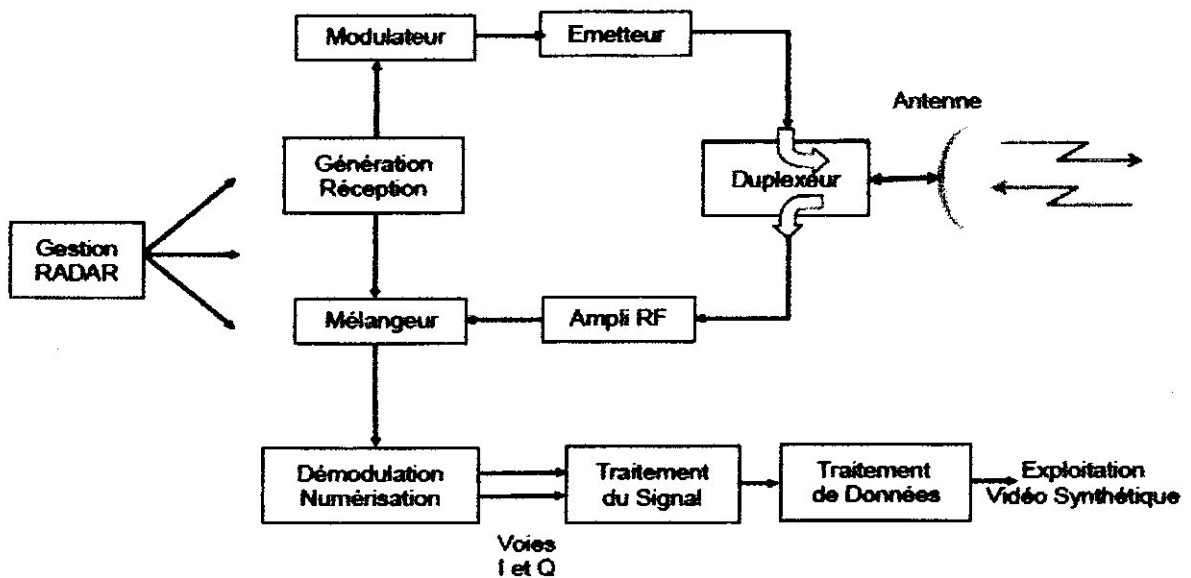 Modulateur
Emetteur
Antenne
Génération
Réception
Duplexeur
Gestion
RADAR
Mélangeur
Ampli RF
Démodulation
Numérisation
Traitement
du Signal
Traitement
de Données
Exploitation
Vidéo Synthétique
Voies
I et Q